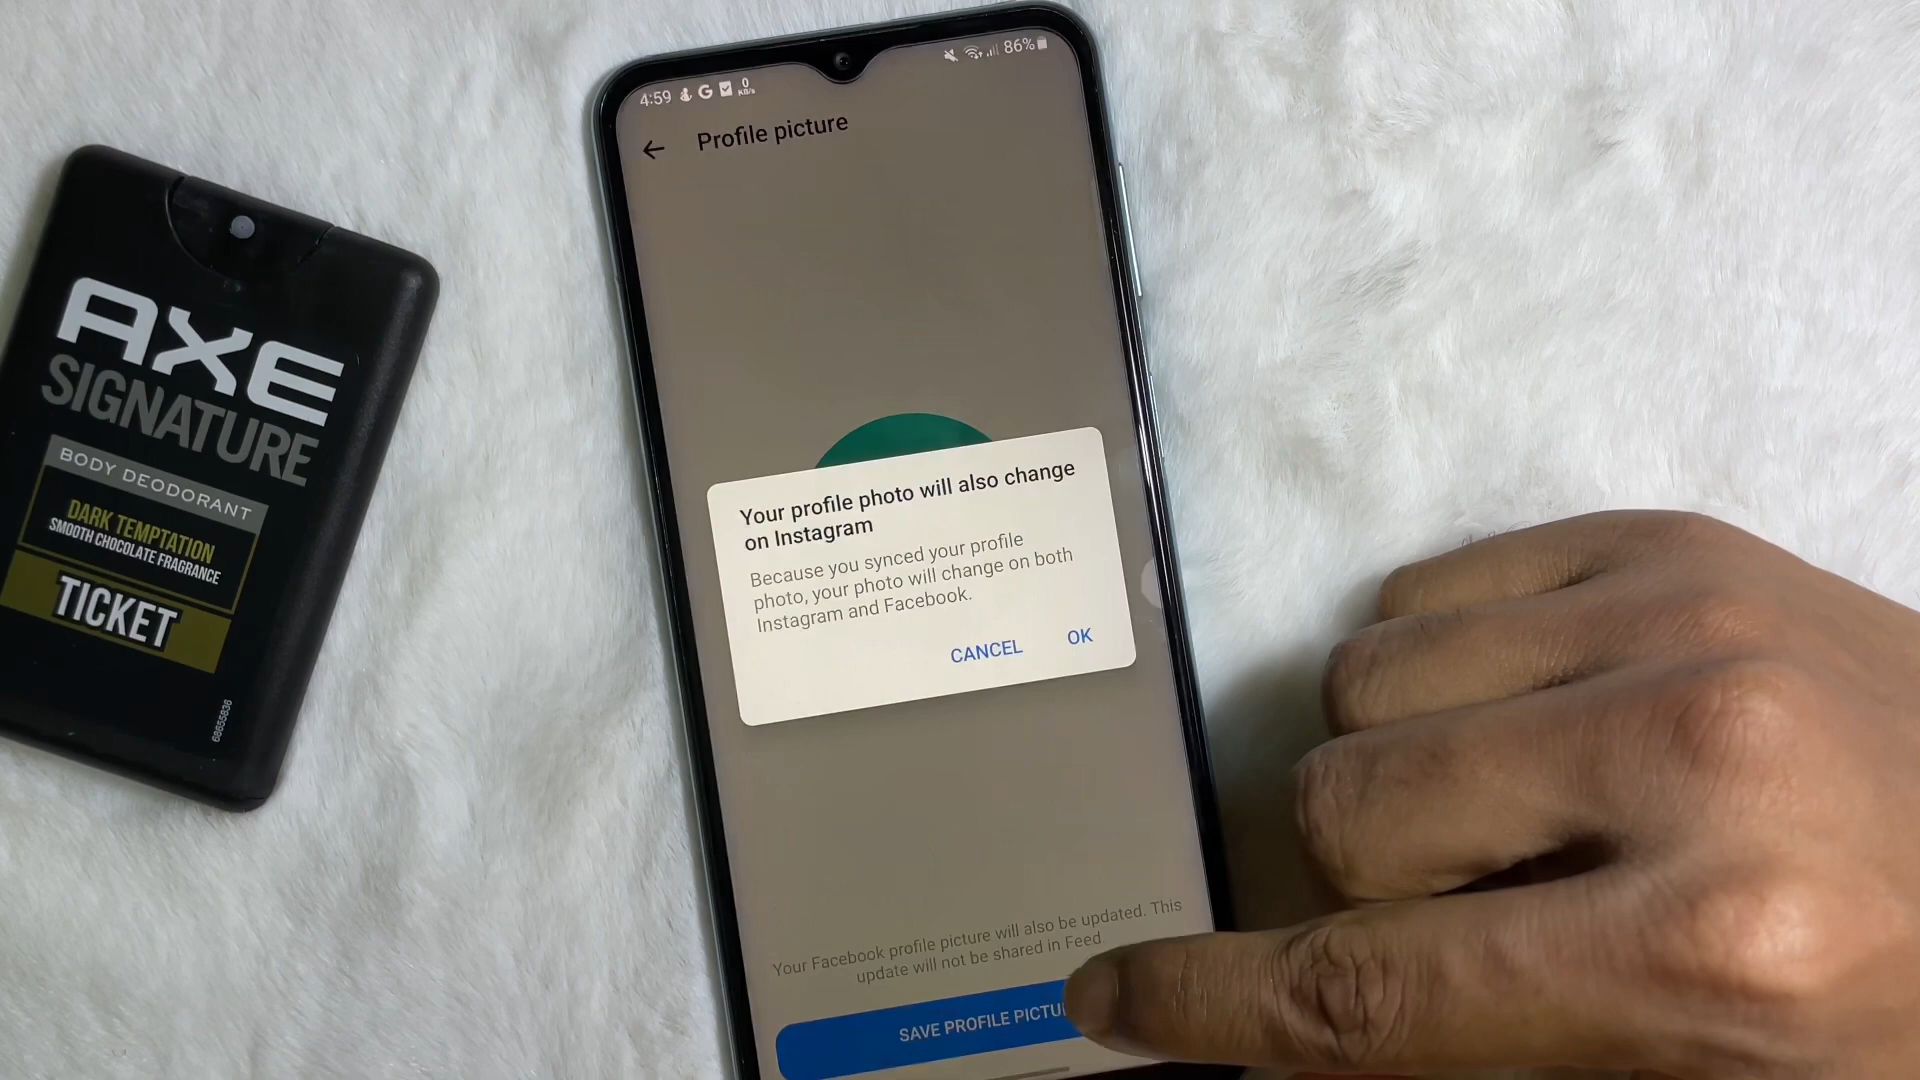 AXE
SIGNATURE
BODY DEODORANT
DARK TEMPTATION
SMOOTH CHOCOLATE FRAGRANCE
TICKET
4:59 G 0 KB/s
86%
Profile picture
Your profile photo will also change
on Instagram
Because you synced your profile
photo, your photo will change on both
Instagram and Facebook.
CANCEL OK
Your Facebook profile picture will also be updated. This
update will not be shared in Feed
SAVE PROFILE PICTU